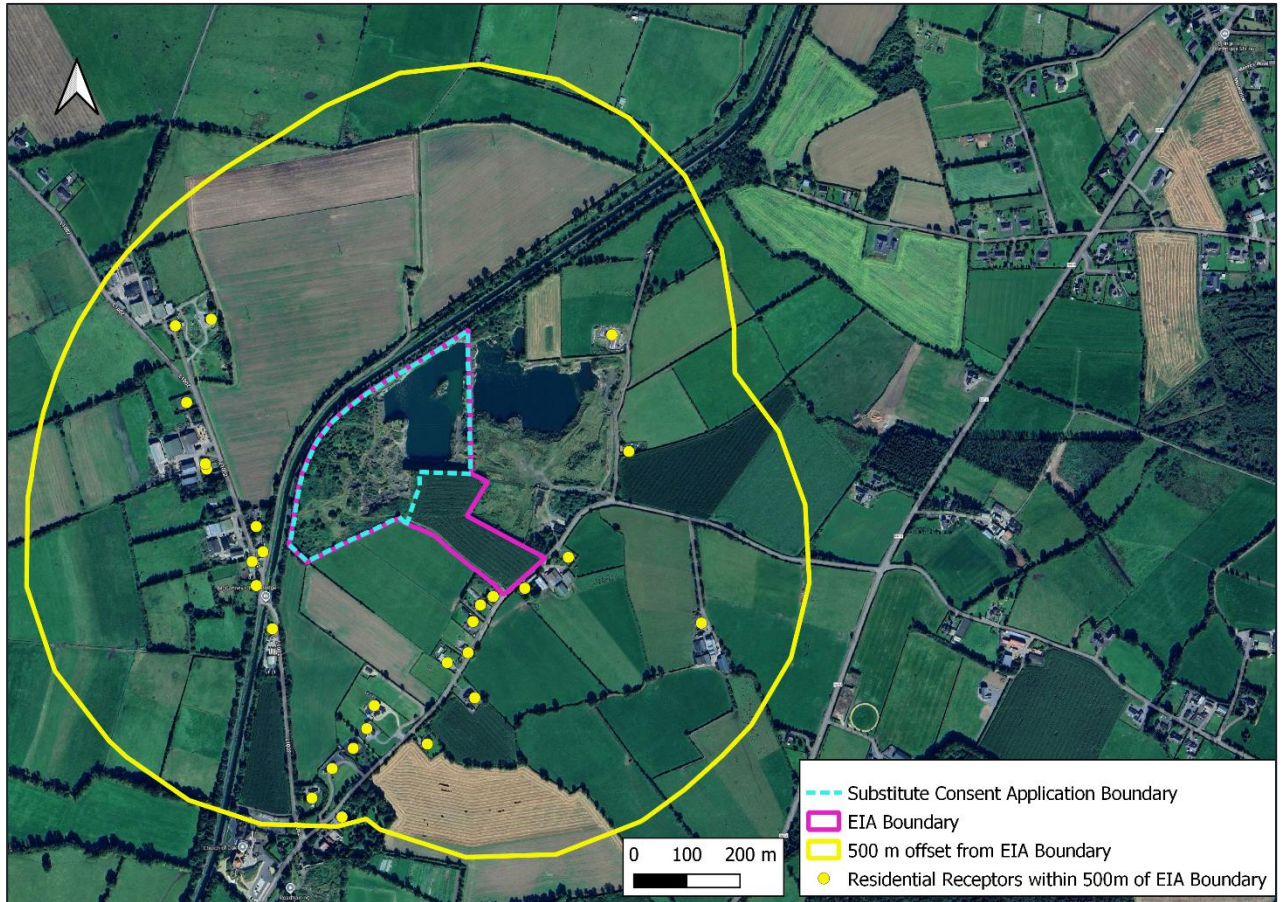 L1007
Substitute Consent Application Boundary
EIA Boundary
500 m offset from EIA Boundary
Residential Receptors within 500m of EIA Boundary
0 100 200 m